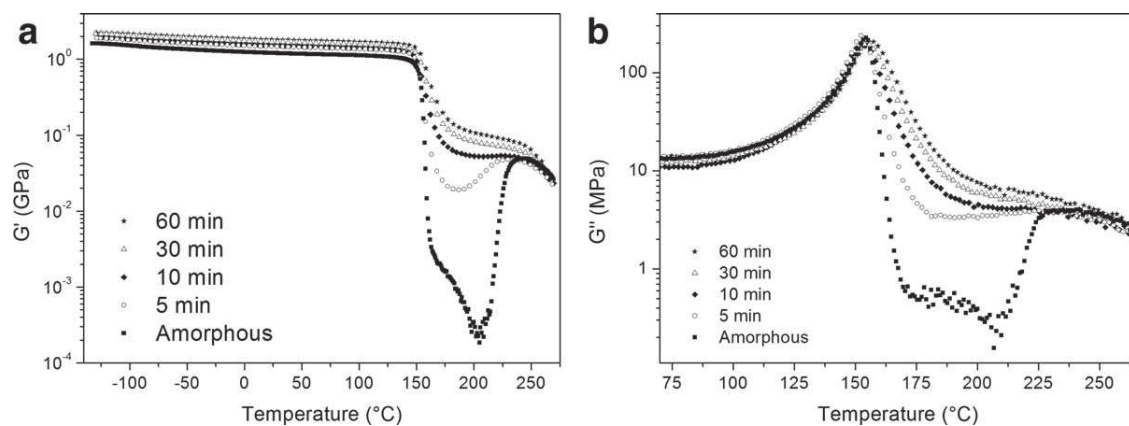 a
10⁰
10⁻¹
10⁻²
10⁻³
10⁻⁴
G' (GPa)
60 min
30 min
10 min
5 min
Amorphous
-100 -50 0 50 100 150 200 250
Temperature (°C)
b
100
10
1
G'' (MPa)
60 min
30 min
10 min
5 min
Amorphous
75 100 125 150 175 200 225 250
Temperature (°C)